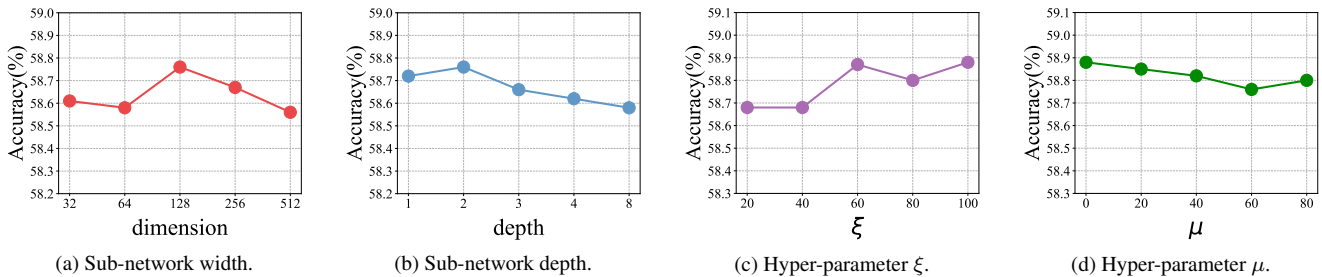 Accuracy(%)
59.0
58.9
58.8
58.7
58.6
58.5
58.4
58.3
58.2
32 64 128 256 512
dimension
(a) Sub-network width.
Accuracy(%)
59.0
58.9
58.8
58.7
58.6
58.5
58.4
58.3
58.2
1 2 3 4 8
depth
(b) Sub-network depth.
Accuracy(%)
59.1
59.0
58.9
58.8
58.7
58.6
58.5
58.4
58.3
20 40 60 80 100
ξ
(c) Hyper-parameter ξ.
Accuracy(%)
59.1
59.0
58.9
58.8
58.7
58.6
58.5
58.4
58.3
0 20 40 60 80
μ
(d) Hyper-parameter μ.